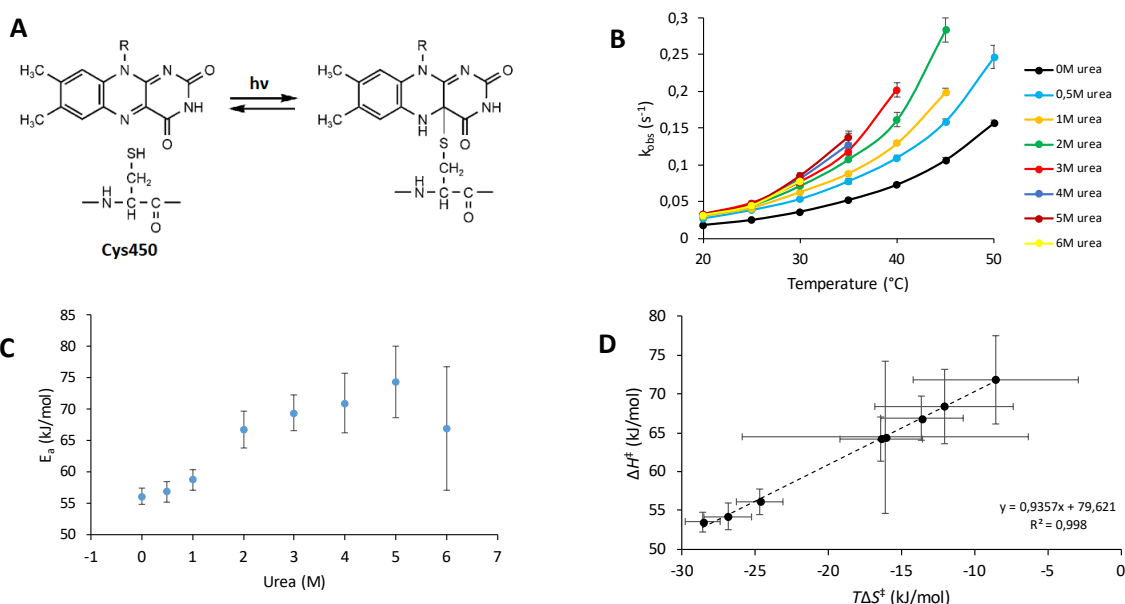 A
R
N
N
O
H₃C
hν
H₃C
N
NH
O
SH
CH₂
H
N
C
C
H
O
Cys450
R
N
N
O
H₃C
H₃C
N
H
NH
O
S
CH₂
H
N
C
C
H
O
B
kobs (s⁻¹)
0,3
0,25
0,2
0,15
0,1
0,05
0
20
30
40
50
Temperature (°C)
0M urea
0,5M urea
1M urea
2M urea
3M urea
4M urea
5M urea
6M urea
C
Ea (kJ/mol)
85
80
75
70
65
60
55
50
-1
0
1
2
3
4
5
6
7
Urea (M)
D
ΔH‡ (kJ/mol)
80
75
70
65
60
55
50
y = 0,9357x + 79,621
R² = 0,998
-30
-25
-20
-15
-10
-5
0
TΔS‡ (kJ/mol)